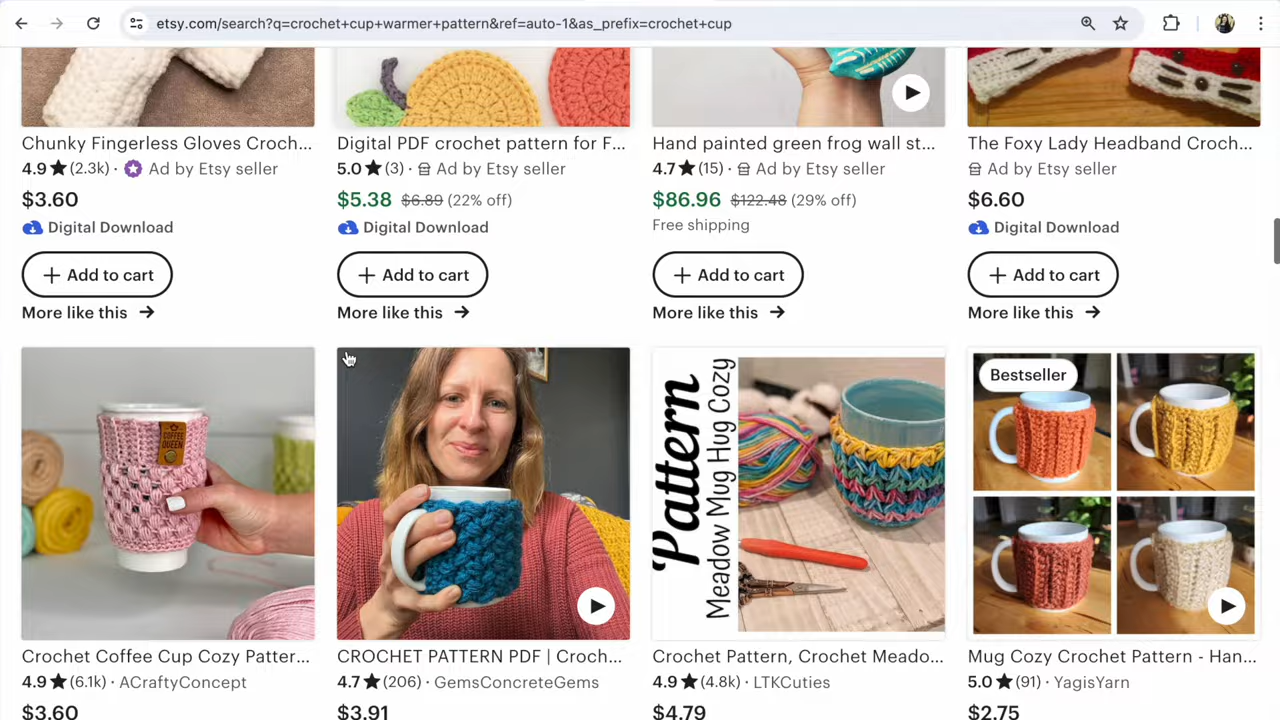 etsy.com/search?q=crochet+cup+warmer+pattern&ref=auto-1&as_prefix=crochet+cup
Chunky Fingerless Gloves Croch...
4.9 (2.3k) · Ad by Etsy seller
$3.60
Digital Download
Add to cart
More like this
Digital PDF crochet pattern for F...
5.0 (3) · Ad by Etsy seller
$5.38 $6.89 (22% off)
Digital Download
Add to cart
More like this
Hand painted green frog wall st...
4.7 (15) · Ad by Etsy seller
$86.96 $122.48 (29% off)
Free shipping
Add to cart
More like this
The Foxy Lady Headband Croch...
Ad by Etsy seller
$6.60
Digital Download
Add to cart
More like this
COFFEE
QUEEN
Crochet Coffee Cup Cozy Patter...
4.9 (6.1k) · ACraftyConcept
$3.60
CROCHET PATTERN PDF | Croch...
4.7 (206) · GemsConcreteGems
$3.91
Pattern
Meadow Mug Hug Cozy
Crochet Pattern, Crochet Meado...
4.9 (4.8k) · LTKCuties
$4.79
Bestseller
Mug Cozy Crochet Pattern - Han...
5.0 (91) · YagisYarn
$2.75